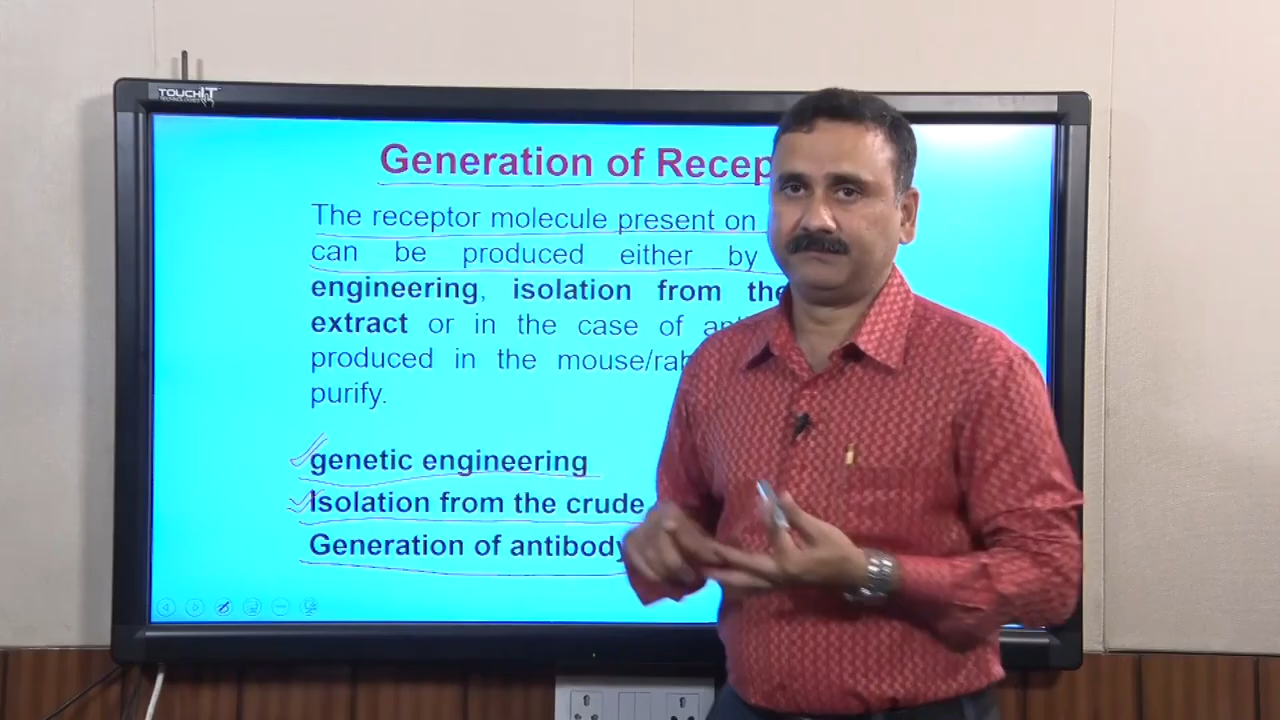 TOUCHIT
TECHNOLOGIES
Generation of Recep
The receptor molecule present on
can be produced either by
engineering, isolation from the
extract or in the case of
produced in the mouse/rab
purify.
genetic engineering
Isolation from the crude
Generation of antibody